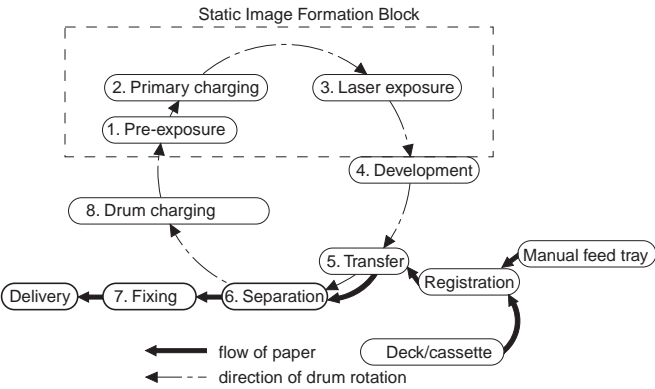 Static Image Formation Block
2. Primary charging
3. Laser exposure
1. Pre-exposure
4. Development
8. Drum charging
5. Transfer
Manual feed tray
Registration
Delivery
7. Fixing
6. Separation
Deck/cassette
flow of paper
direction of drum rotation